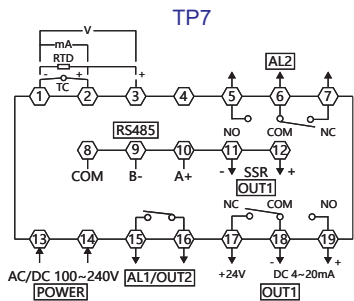 TP7
V
mA
RTD
- + +
TC
AL2
1 2 3 4 5 6 7
NO COM NC
RS485
8 9 10 11 12
COM B- A+ - SSR +
OUT1
NC COM NO
13 14 15 16 17 18 19
- +
AC/DC 100~240V AL1/OUT2 +24V DC 4~20mA
POWER OUT1